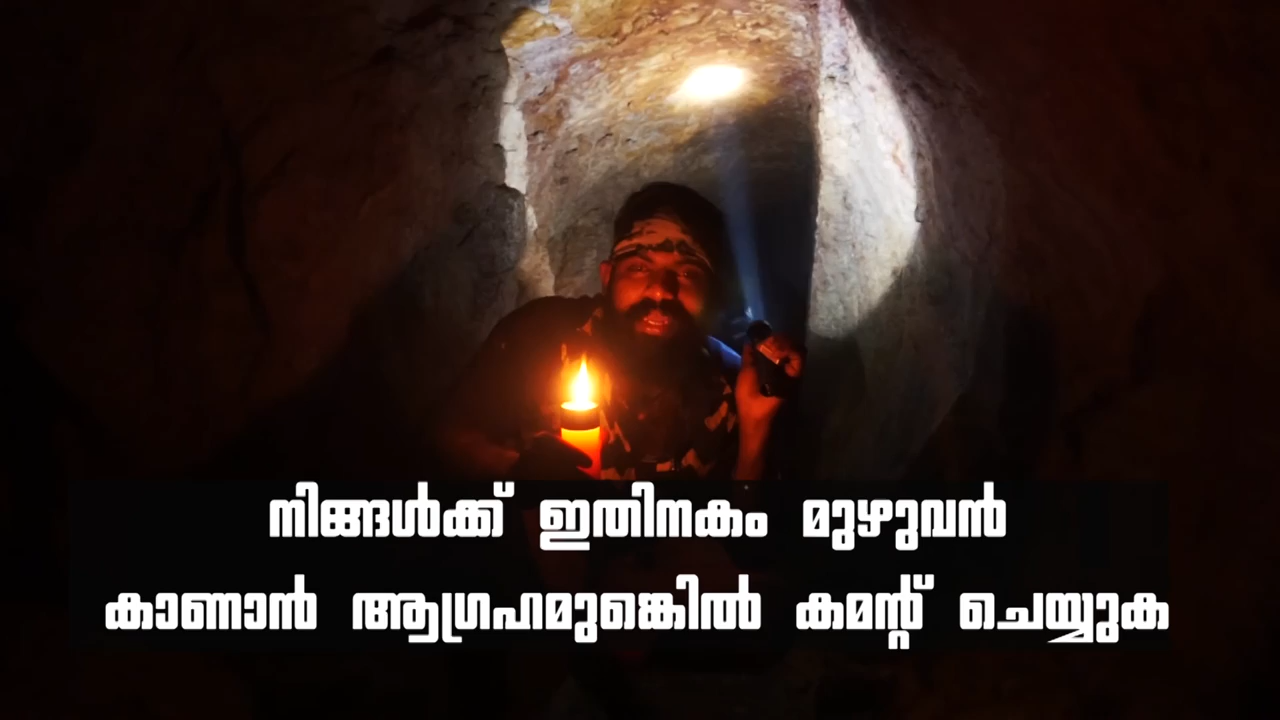 നിങ്ങൾക്ക് ഇതിനകം മുഴുവൻ
കാണാൻ ആഗ്രഹമുങ്കെിൽ കമന്റ് ചെയ്യുക